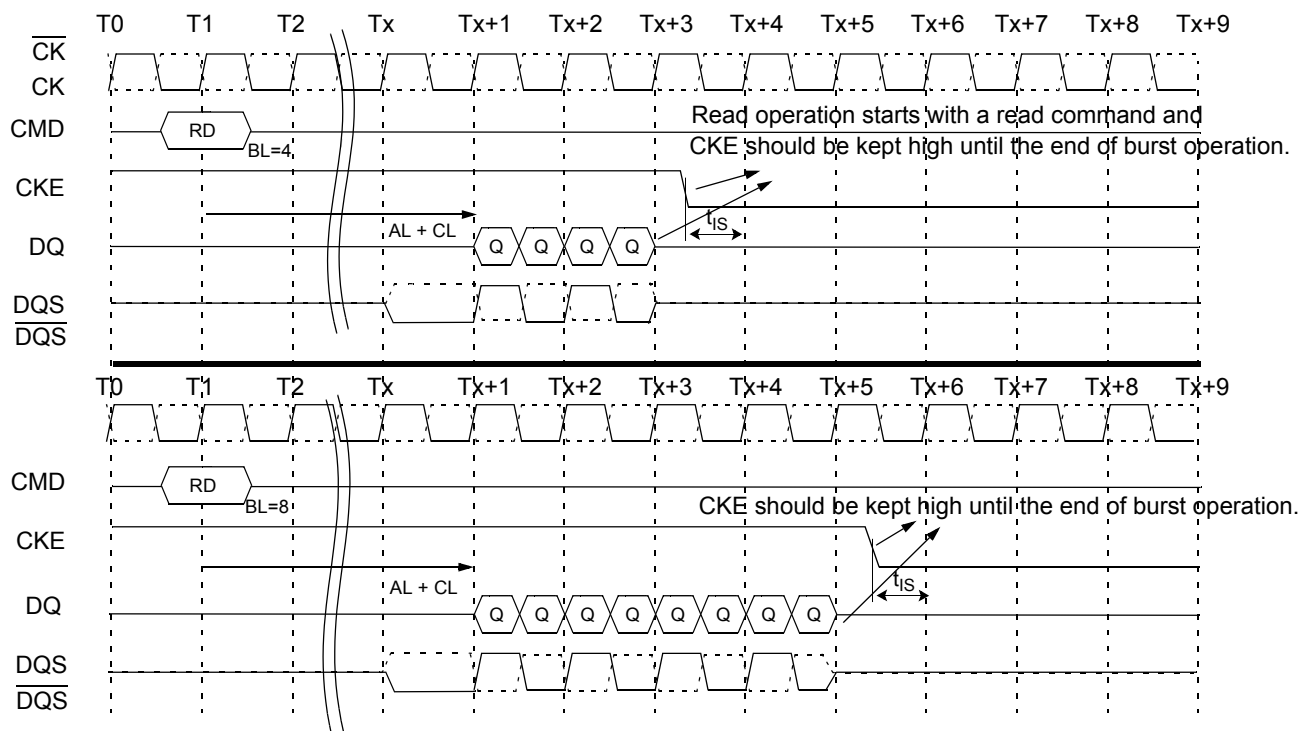 T0 T1 T2 Tx Tx+1 Tx+2 Tx+3 Tx+4 Tx+5 Tx+6 Tx+7 Tx+8 Tx+9
CK
CK
Read operation starts with a read command and
CMD RD
BL=4 CKE should be kept high until the end of burst operation.
CKE
tIS
AL + CL
DQ Q Q Q Q
DQS
DQS
T0 T1 T2 Tx Tx+1 Tx+2 Tx+3 Tx+4 Tx+5 Tx+6 Tx+7 Tx+8 Tx+9
CMD RD
BL=8 CKE should be kept high until the end of burst operation.
CKE
tIS
AL + CL
DQ Q Q Q Q Q Q Q Q
DQS
DQS